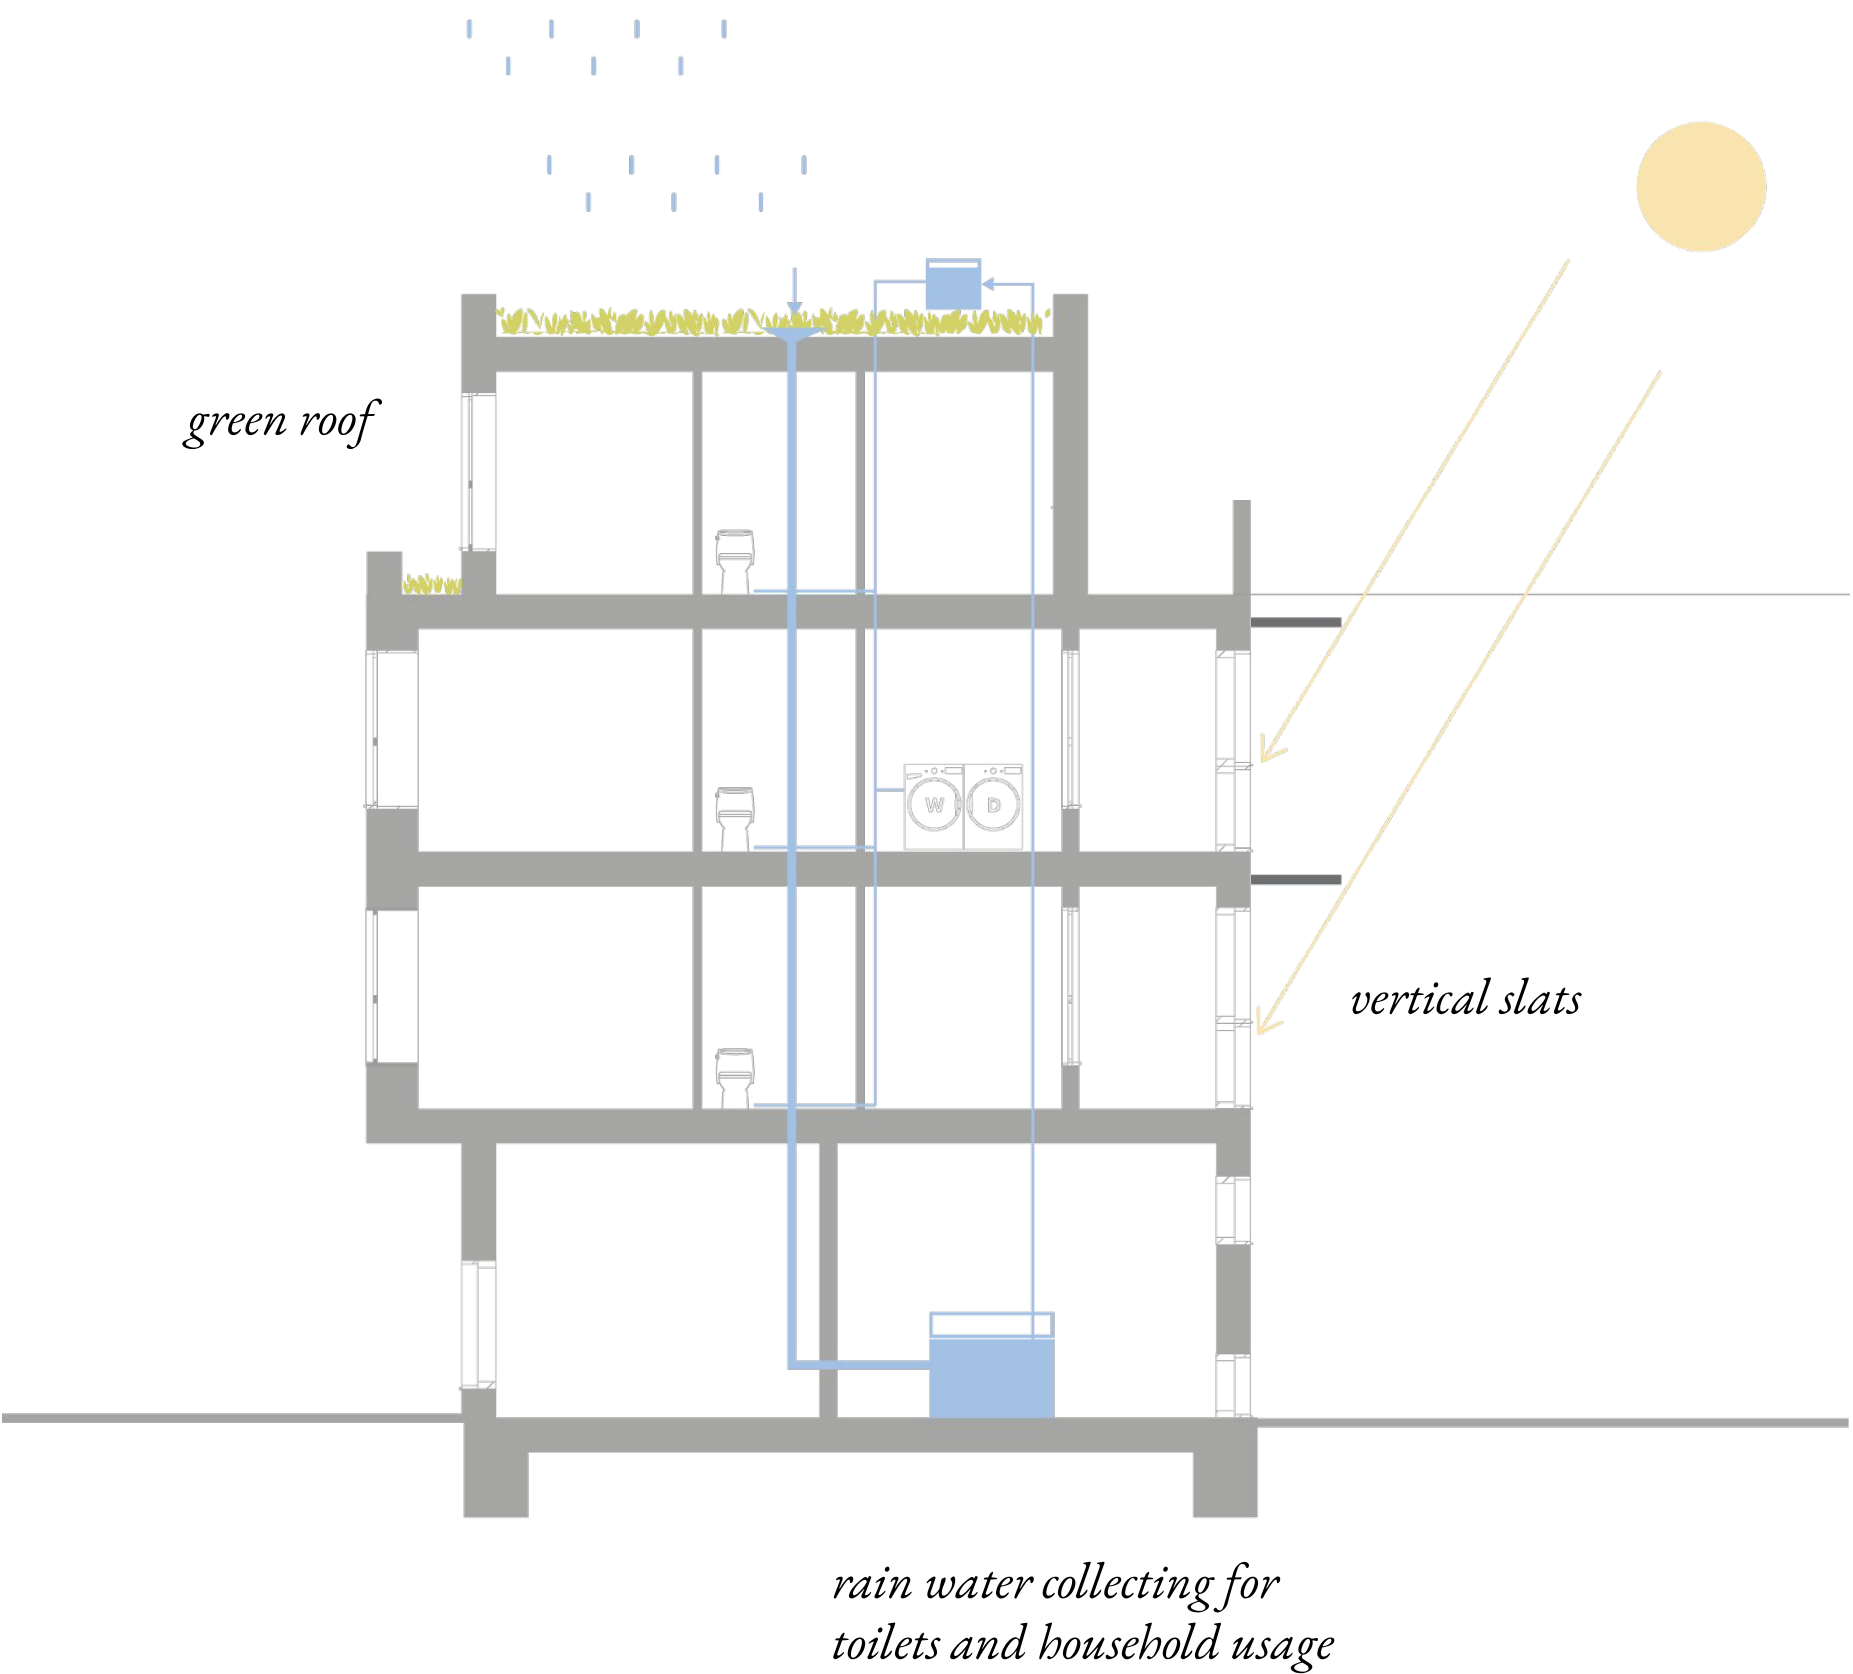 green roof
W D
vertical slats
rain water collecting for
toilets and household usage